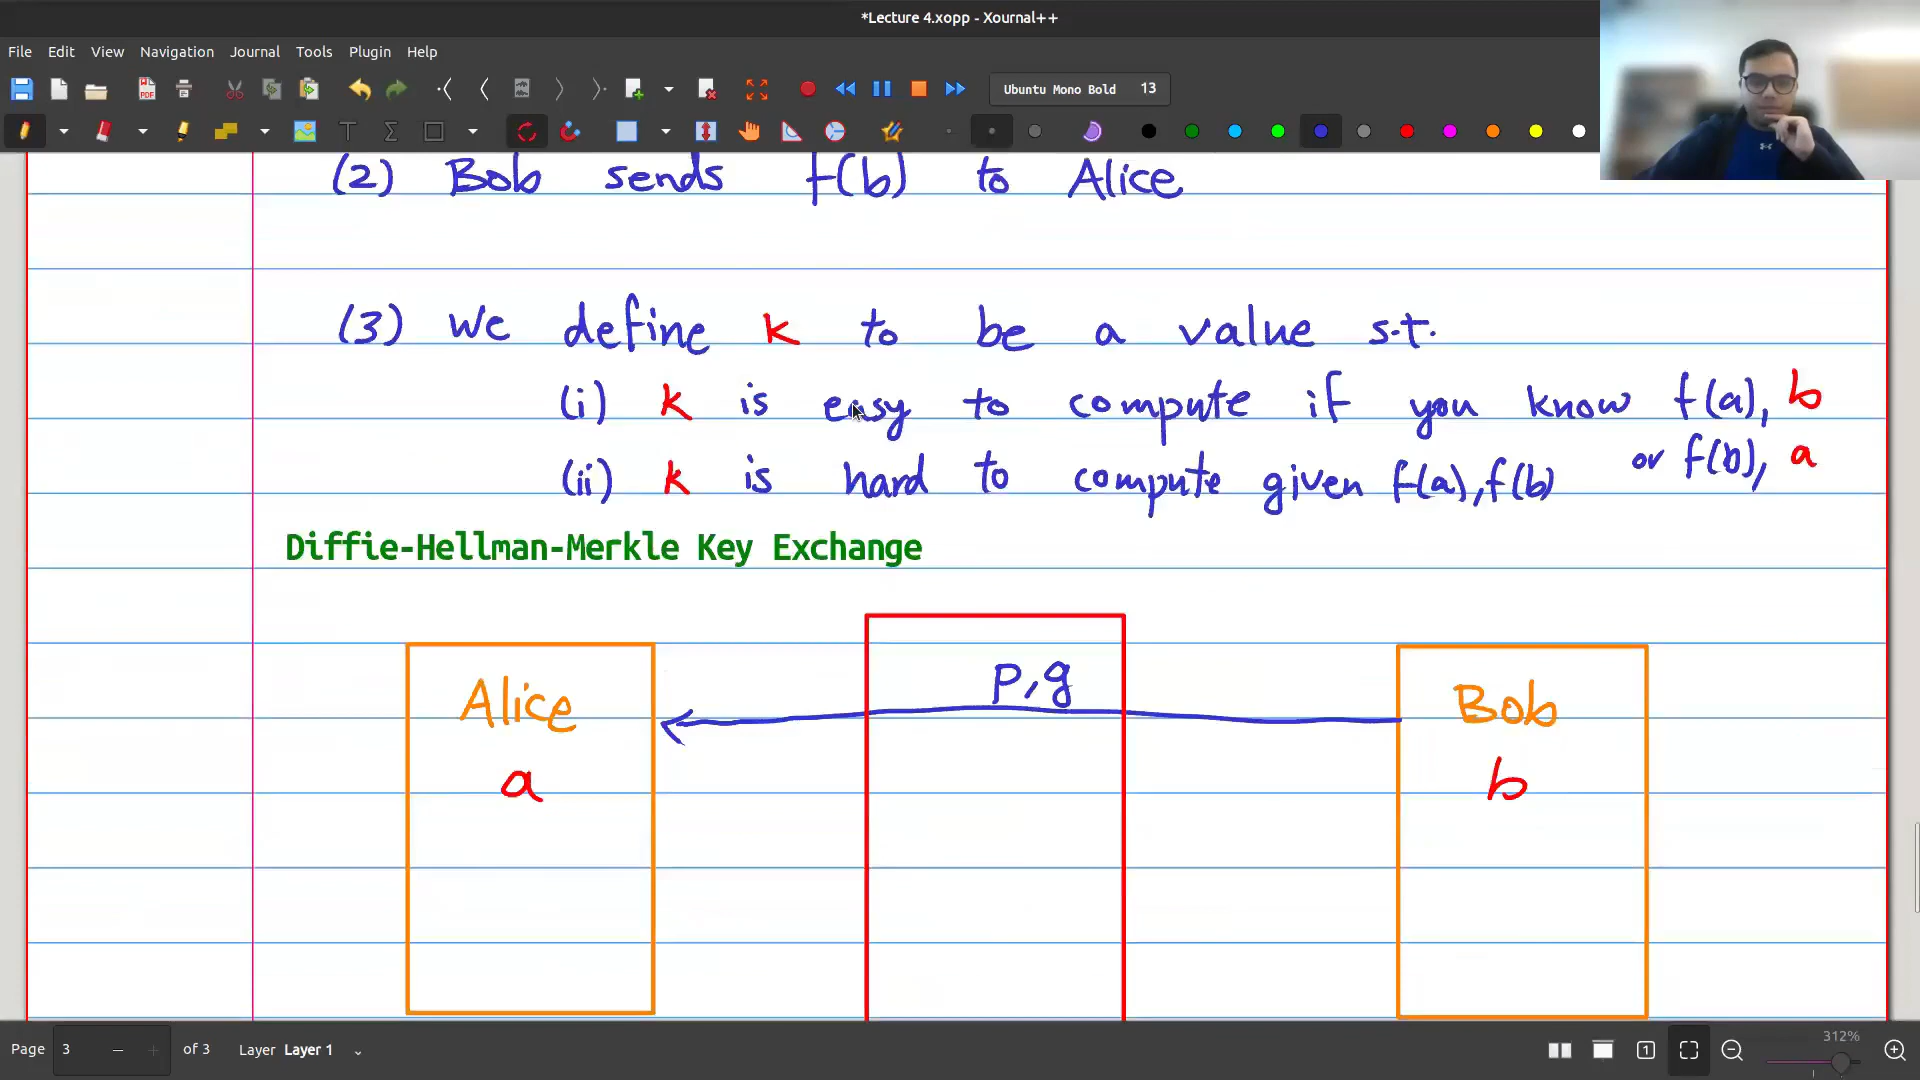 *Lecture 4.xopp - Xournal++
File Edit View Navigation Journal Tools Plugin Help
Ubuntu Mono Bold 13
(2) Bob sends f(b) to Alice
(3) We define k to be a value s.t.
(i) k is easy to compute if you know f(a), b
or f(b), a
(ii) k is hard to compute given f(a), f(b)
Diffie-Hellman-Merkle Key Exchange
P, g
Alice
Bob
a
b
Page 3 of 3 Layer Layer 1
312%